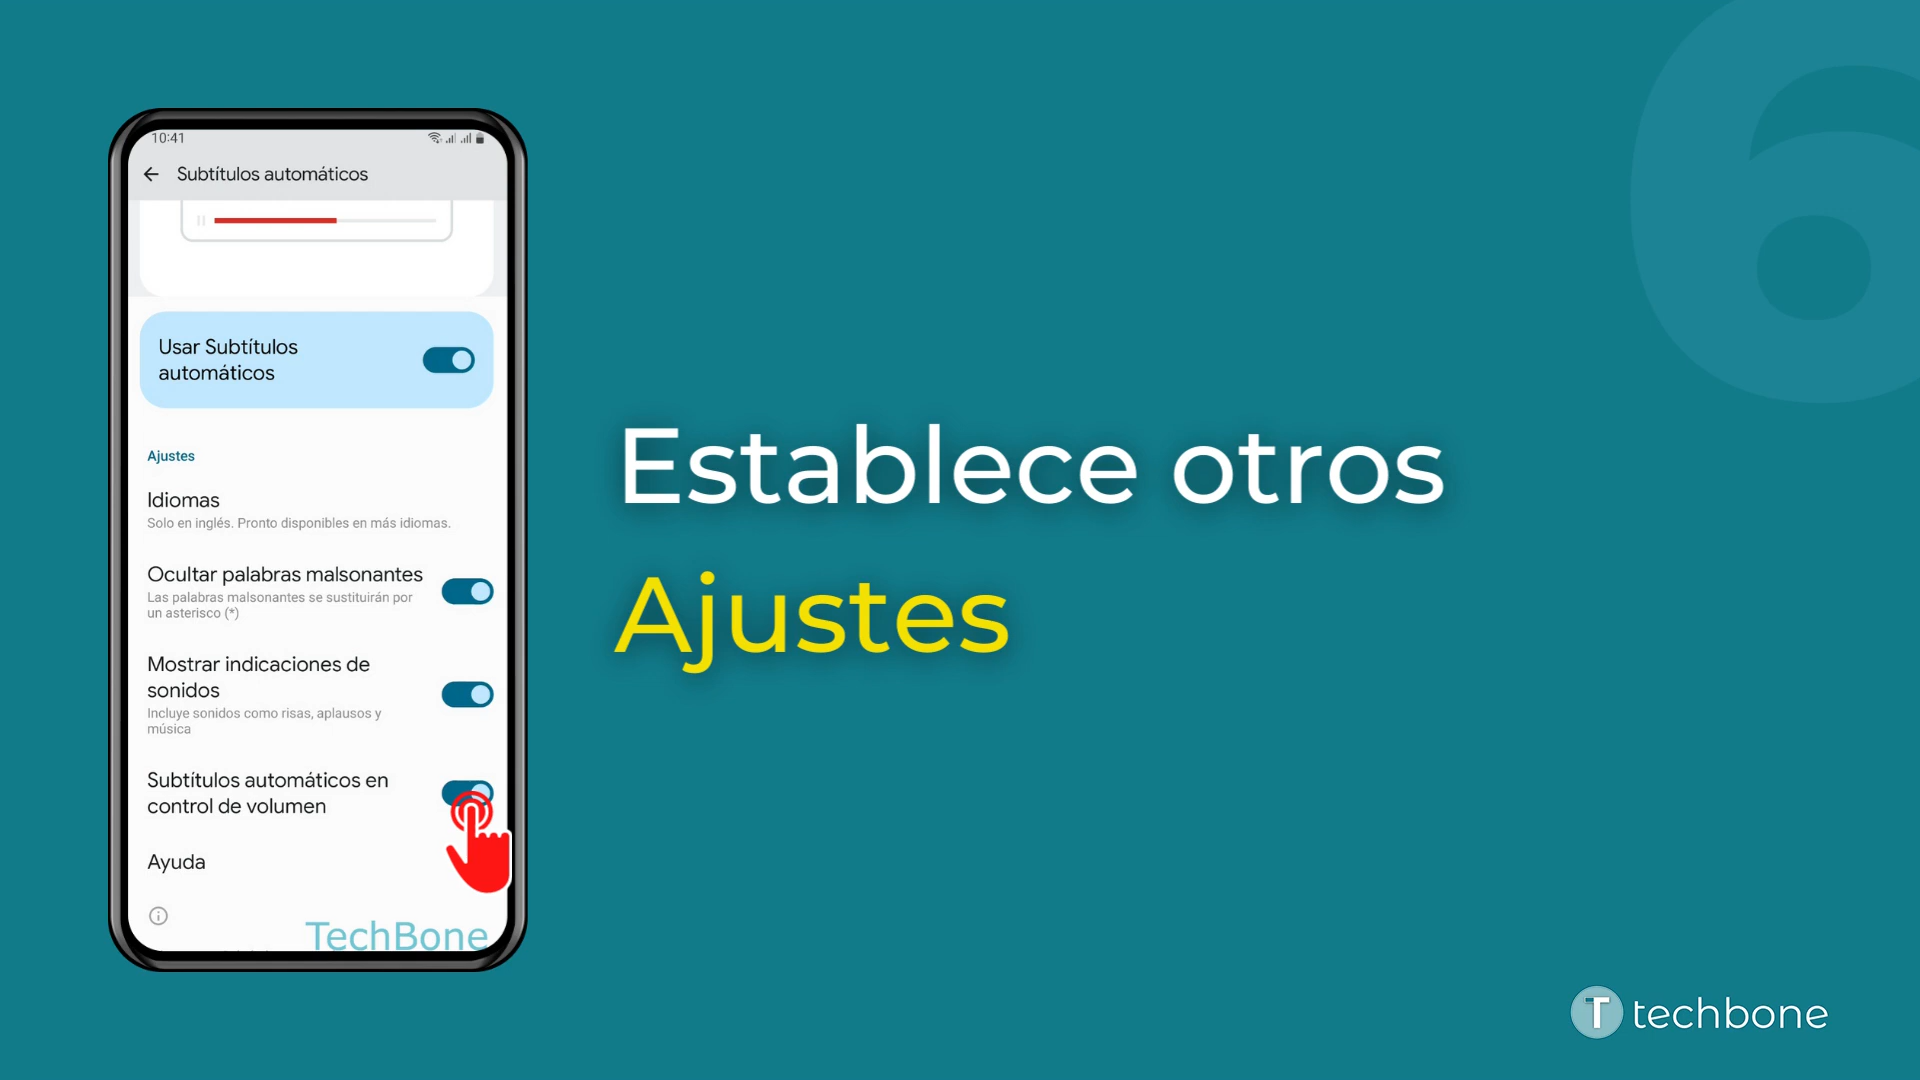 6
10:41
Subtítulos automáticos
Usar Subtítulos
automáticos
Ajustes
Idiomas
Solo en inglés. Pronto disponibles en más idiomas.
Ocultar palabras malsonantes
Las palabras malsonantes se sustituirán por
un asterisco (*)
Mostrar indicaciones de
sonidos
Incluye sonidos como risas, aplausos y
música
Subtítulos automáticos en
control de volumen
Ayuda
TechBone
Establece otros
Ajustes
T techbone